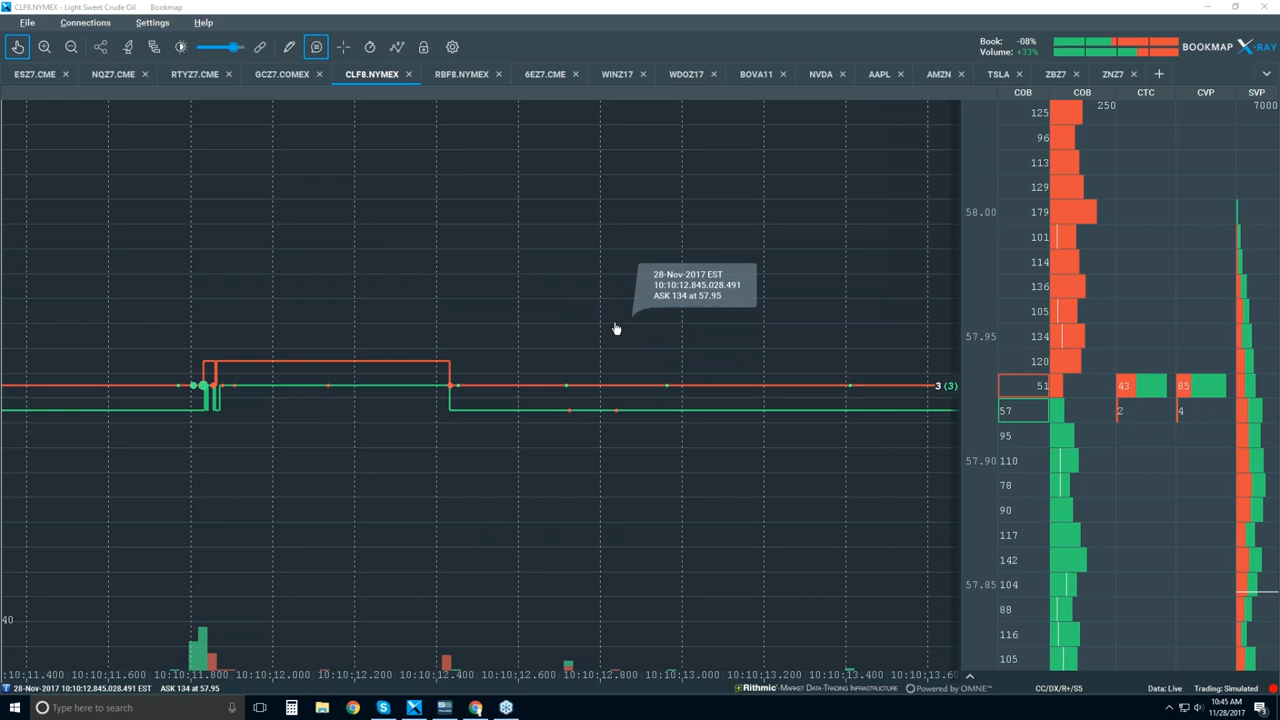 CLF8.NYMEX - Light Sweet Crude Oil Bookmap
File Connections Settings Help
Book: -08%
Volume: +33%
BOOKMAP X-RAY
ESZ7.CME NQZ7.CME RTYZ7.CME GCZ7.COMEX CLF8.NYMEX RBF8.NYMEX 6EZ7.CME WINZ17 WDOZ17 BOVA11 NVDA AAPL AMZN TSLA ZBZ7 ZNZ7
COB COB CTC CVP SVP
250 7000
125
96
113
129
58.00 179
101
114
136
105
57.95 134
120
51 43 85
57 2 4
95
57.90 110
78
90
117
142
57.85 104
88
116
105
28-Nov-2017 EST
10:10:12.845.028.491
ASK 134 at 57.95
3 (3)
40
10:10:11.400 10:10:11.600 10:10:11.800 10:10:12.000 10:10:12.200 10:10:12.400 10:10:12.600 10:10:12.800 10:10:13.000 10:10:13.200 10:10:13.400 10:10:13.600
28-Nov-2017 10:10:12.845.028.491 EST ASK 134 at 57.95 Rithmic - Market Data-Trading Infrastructure Powered by OMNE™ CC/DX/R+/S5 Data: Live Trading: Simulated
Type here to search
10:45 AM
11/28/2017
3